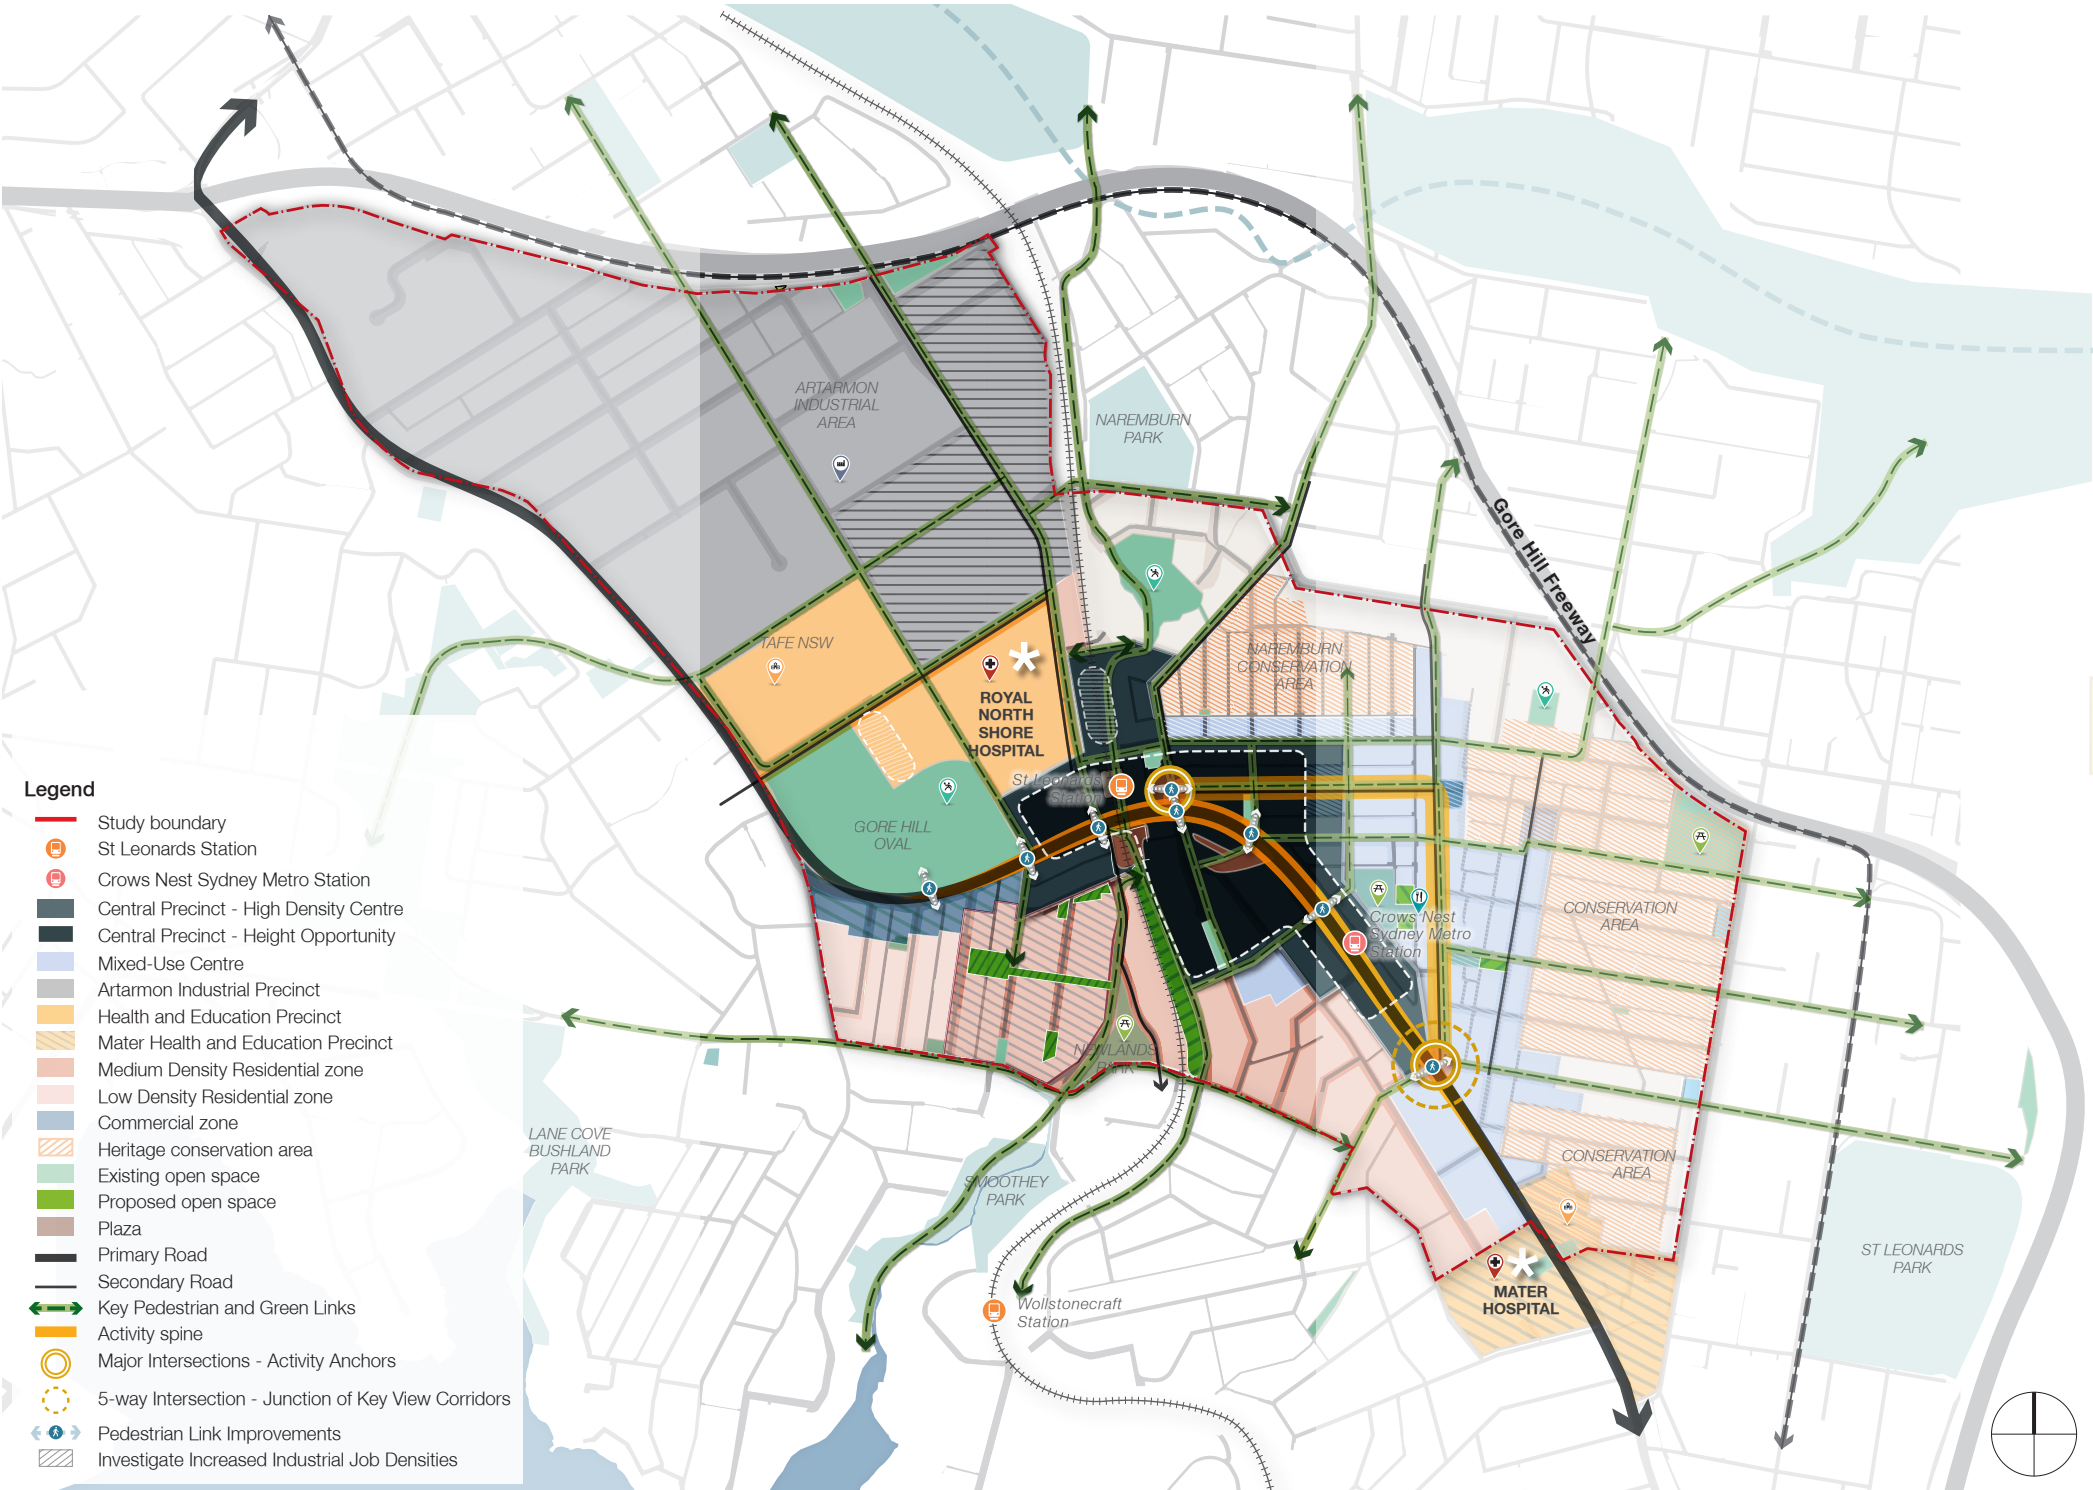 ARTARMON
INDUSTRIAL
AREA
NAREMBURN
PARK
Gore Hill Freeway
TAFE NSW
ROYAL
NORTH
SHORE
HOSPITAL
NAREMBURN
CONSERVATION
AREA
St Leonards
Station
GORE HILL
OVAL
Crows Nest
Sydney Metro
Station
CONSERVATION
AREA
NEWLANDS
PARK
LANE COVE
BUSHLAND
PARK
SMOOTHEY
PARK
CONSERVATION
AREA
ST LEONARDS
PARK
MATER
HOSPITAL
Wollstonecraft
Station
Legend
Study boundary
St Leonards Station
Crows Nest Sydney Metro Station
Central Precinct - High Density Centre
Central Precinct - Height Opportunity
Mixed-Use Centre
Artarmon Industrial Precinct
Health and Education Precinct
Mater Health and Education Precinct
Medium Density Residential zone
Low Density Residential zone
Commercial zone
Heritage conservation area
Existing open space
Proposed open space
Plaza
Primary Road
Secondary Road
Key Pedestrian and Green Links
Activity spine
Major Intersections - Activity Anchors
5-way Intersection - Junction of Key View Corridors
Pedestrian Link Improvements
Investigate Increased Industrial Job Densities